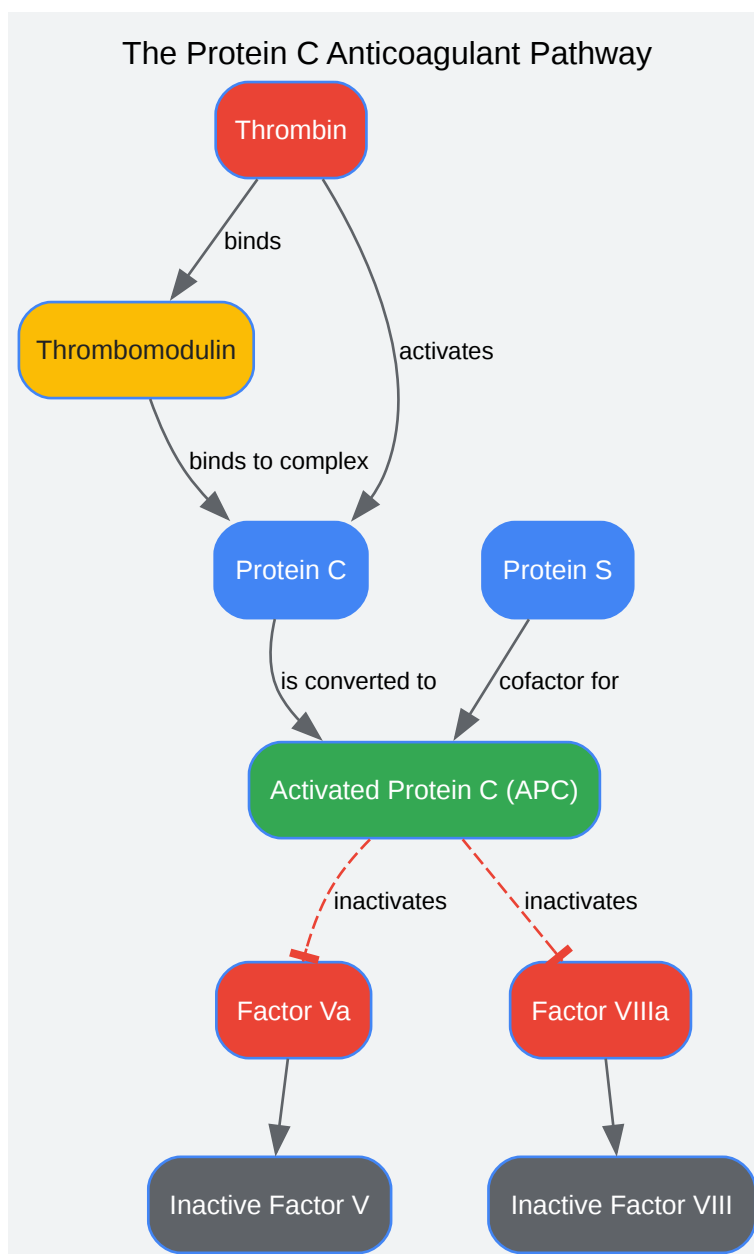 The Protein C Anticoagulant Pathway
Thrombin
binds
Thrombomodulin
activates
binds to complex
Protein C
Protein S
is converted to
cofactor for
Activated Protein C (APC)
inactivates
inactivates
Factor Va
Factor VIIIa
Inactive Factor V
Inactive Factor VIII